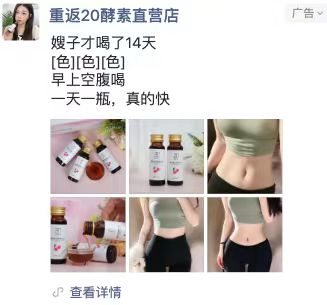 重返20酵素直营店
广告
嫂子才喝了14天
[色][色][色]
早上空腹喝
一天一瓶，真的快
查看详情